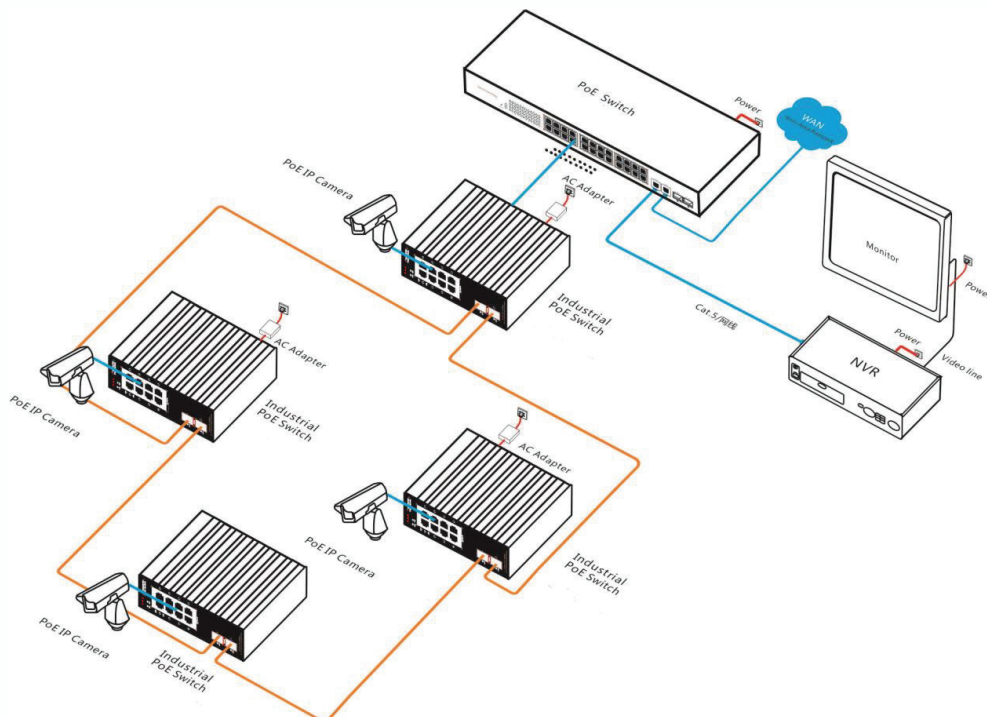 PoE Switch
Power
WAN
PoE IP Camera
AC Adapter
Industrial
PoE Switch
Monitor
Power
Cat.5/网线
Power
Video line
NVR
AC Adapter
PoE IP Camera
Industrial
PoE Switch
AC Adapter
PoE IP Camera
Industrial
PoE Switch
PoE IP Camera
Industrial
PoE Switch